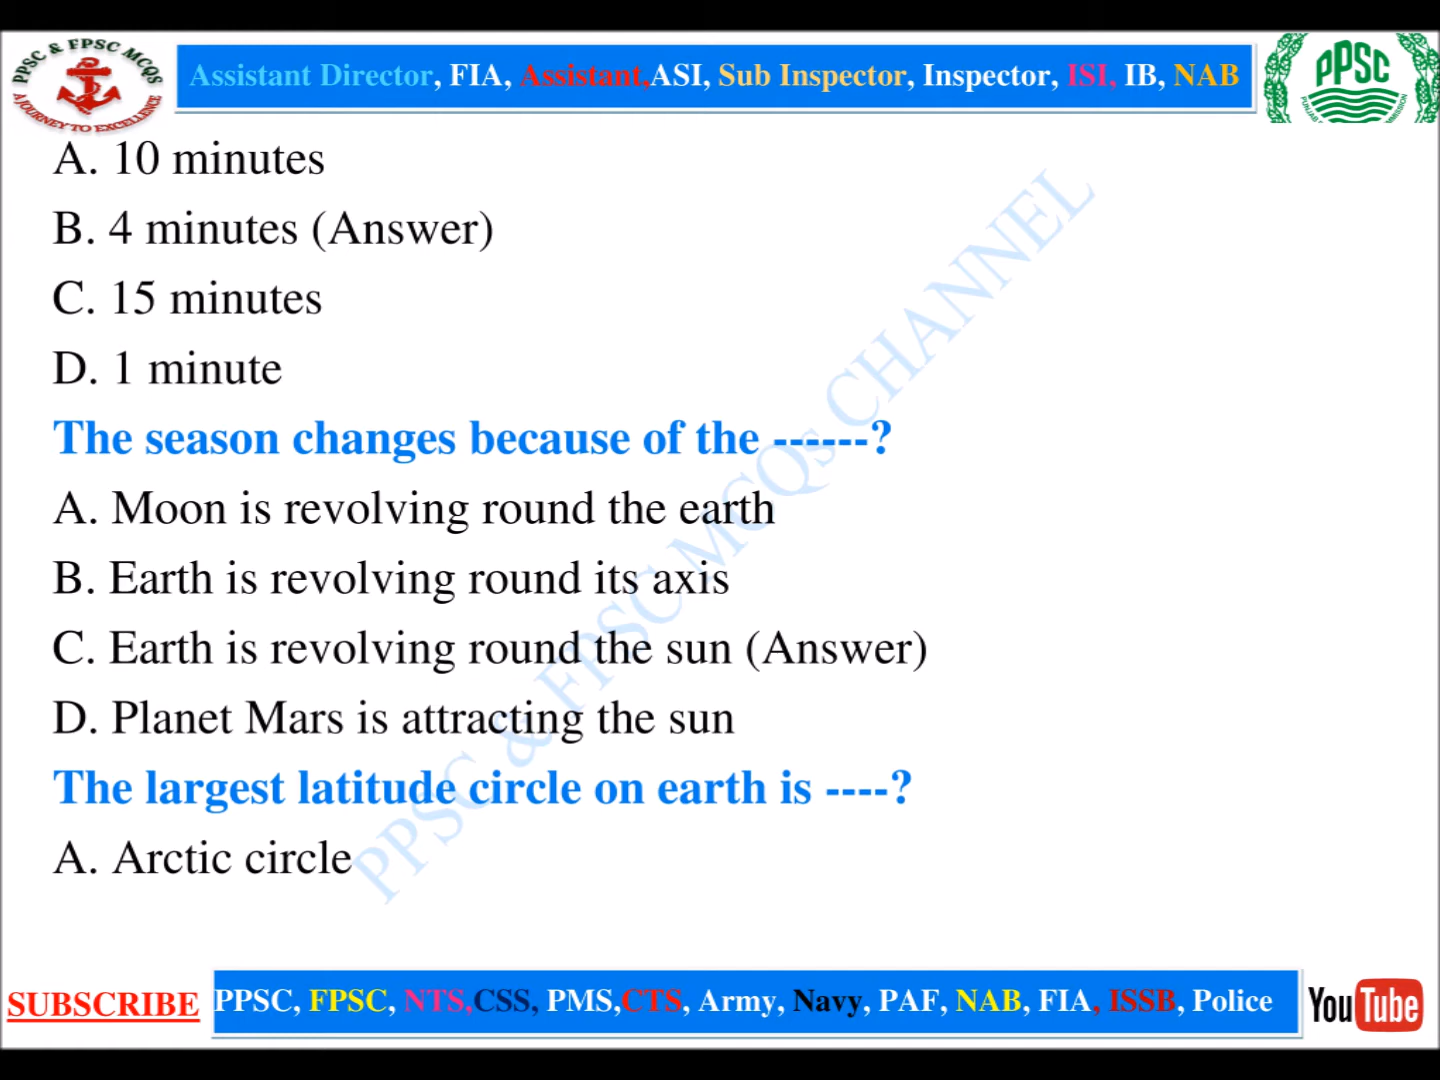 PPSC & FPSC MCQS
A JOURNEY TO EXCELLENCE
Assistant Director, FIA, Assistant,ASI, Sub Inspector, Inspector, ISI, IB, NAB
PPSC
A. 10 minutes
B. 4 minutes (Answer)
C. 15 minutes
D. 1 minute
The season changes because of the ------?
A. Moon is revolving round the earth
B. Earth is revolving round its axis
C. Earth is revolving round the sun (Answer)
D. Planet Mars is attracting the sun
The largest latitude circle on earth is ----?
A. Arctic circle
PPSC & FPSC MCQs CHANNEL
SUBSCRIBE
PPSC, FPSC, NTS,CSS, PMS,CTS, Army, Navy, PAF, NAB, FIA, ISSB, Police
YouTube